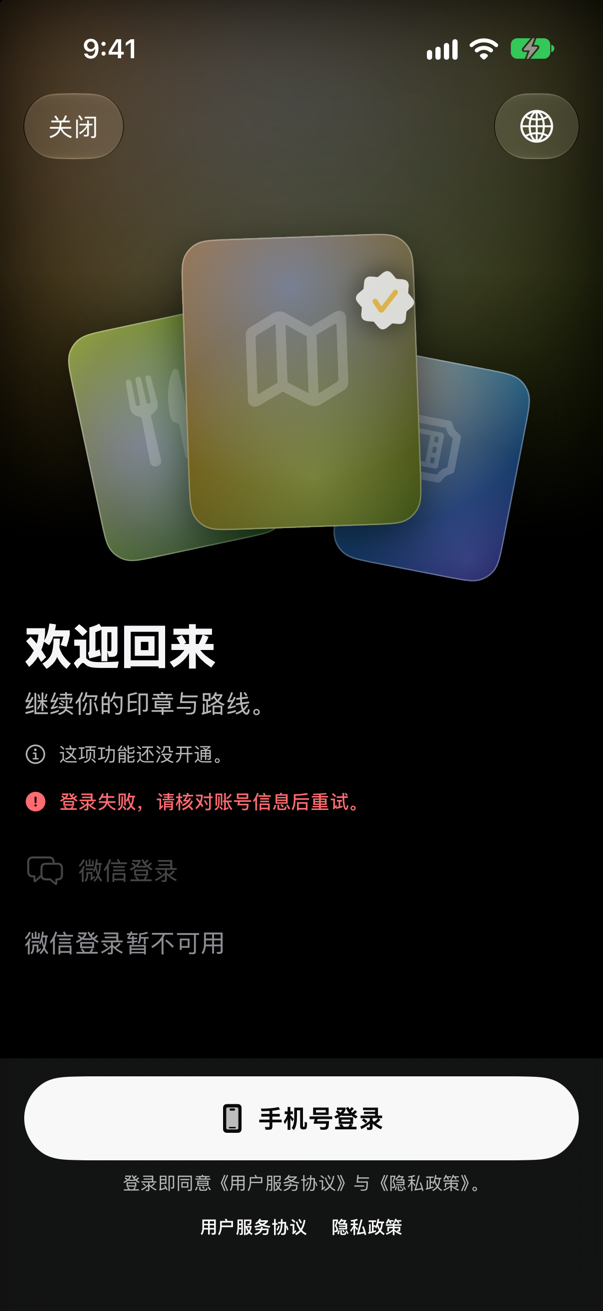 9:41
关闭
欢迎回来
继续你的印章与路线。
这项功能还没开通。
登录失败，请核对账号信息后重试。
微信登录
微信登录暂不可用
手机号登录
登录即同意《用户服务协议》与《隐私政策》。
用户服务协议 隐私政策